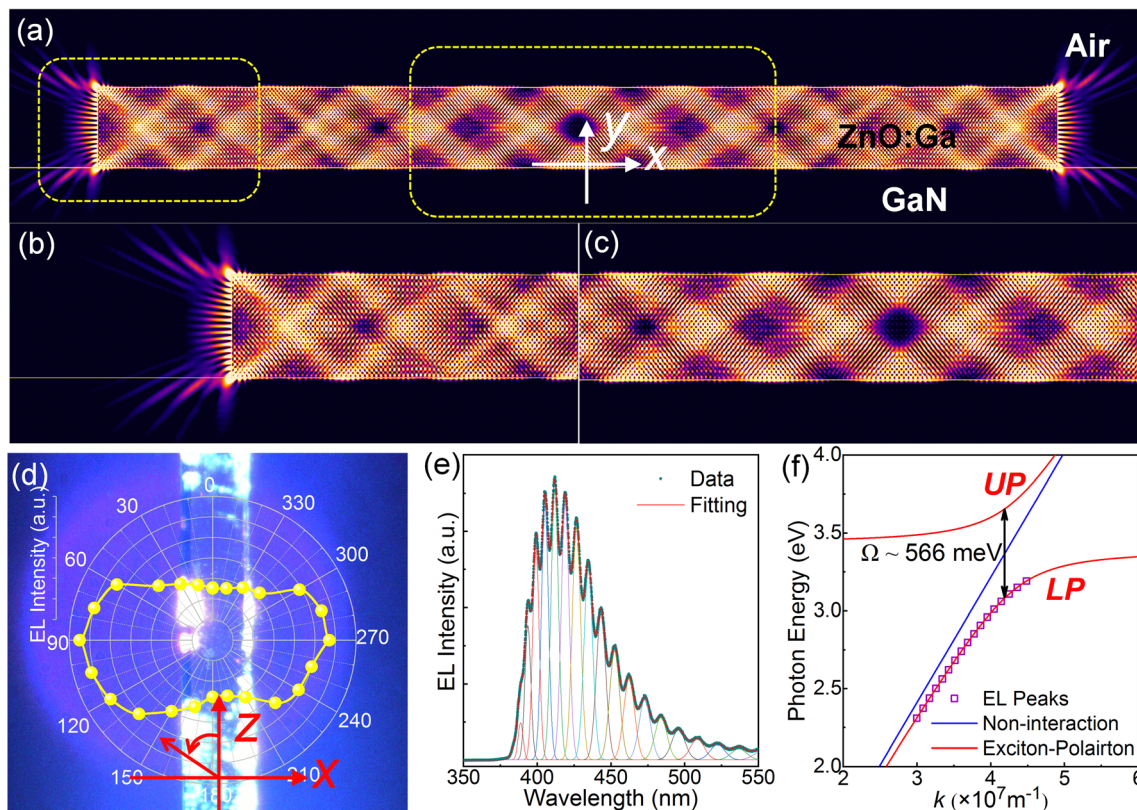 (a)
Air
y
ZnO:Ga
x
GaN
(b)
(c)
(d)
0
30
330
60
300
90
270
120
240
150
210
180
EL Intensity (a.u.)
Z
X
(e)
Data
Fitting
EL Intensity (a.u.)
350
400
450
500
550
Wavelength (nm)
(f)
4.0
3.5
3.0
2.5
2.0
Photon Energy (eV)
UP
Ω ~ 566 meV
LP
EL Peaks
Non-interaction
Exciton-Polairton
2
3
4
5
6
k (×10⁷m⁻¹)